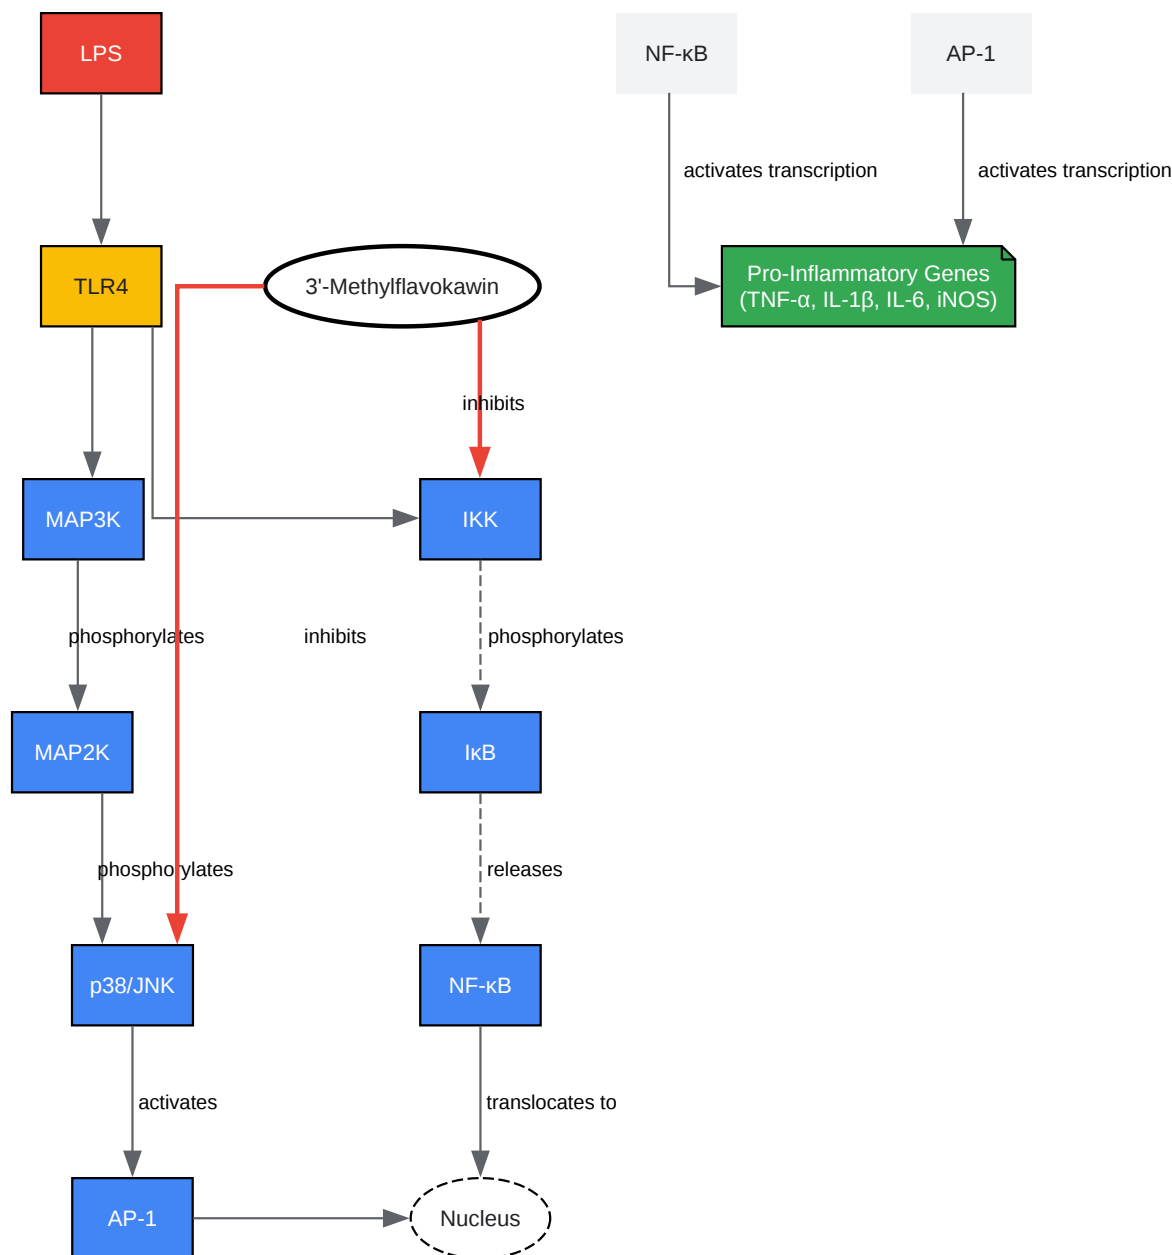 LPS
NF-κB
AP-1
activates transcription
activates transcription
TLR4
3'-Methylflavokawin
Pro-Inflammatory Genes
(TNF-α, IL-1β, IL-6, iNOS)
inhibits
MAP3K
IKK
phosphorylates
inhibits
phosphorylates
MAP2K
IκB
phosphorylates
releases
p38/JNK
NF-κB
activates
translocates to
AP-1
Nucleus